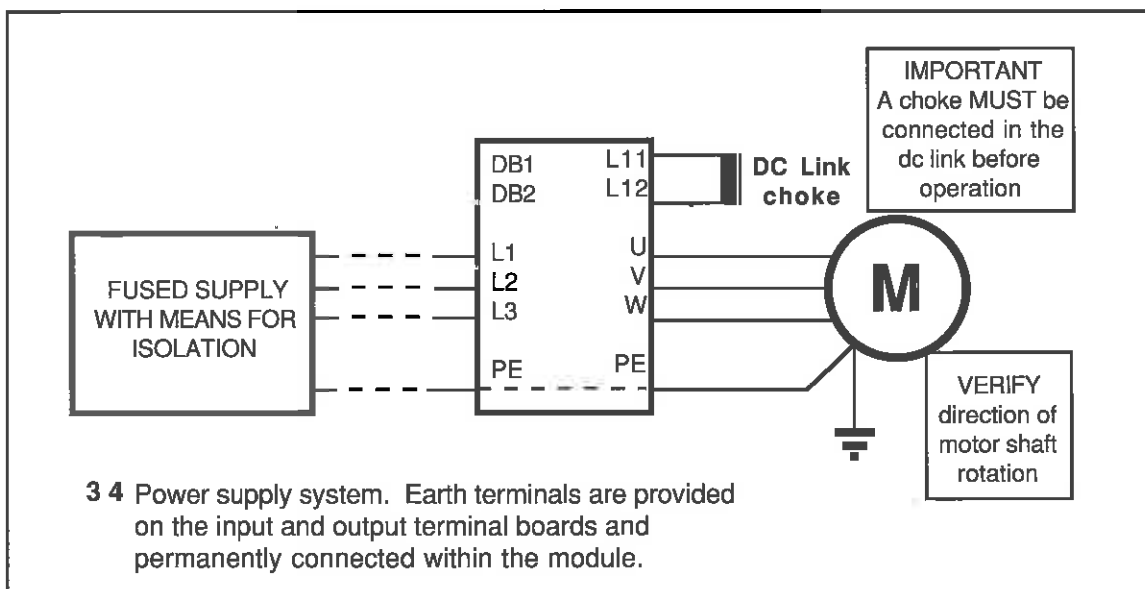 IMPORTANT
A choke MUST be
connected in the
dc link before
operation
DB1
DB2
L11
L12
DC Link
choke
FUSED SUPPLY
WITH MEANS FOR
ISOLATION
L1
L2
L3
PE
U
V
W
PE
M
VERIFY
direction of
motor shaft
rotation
3 4 Power supply system. Earth terminals are provided
on the input and output terminal boards and
permanently connected within the module.